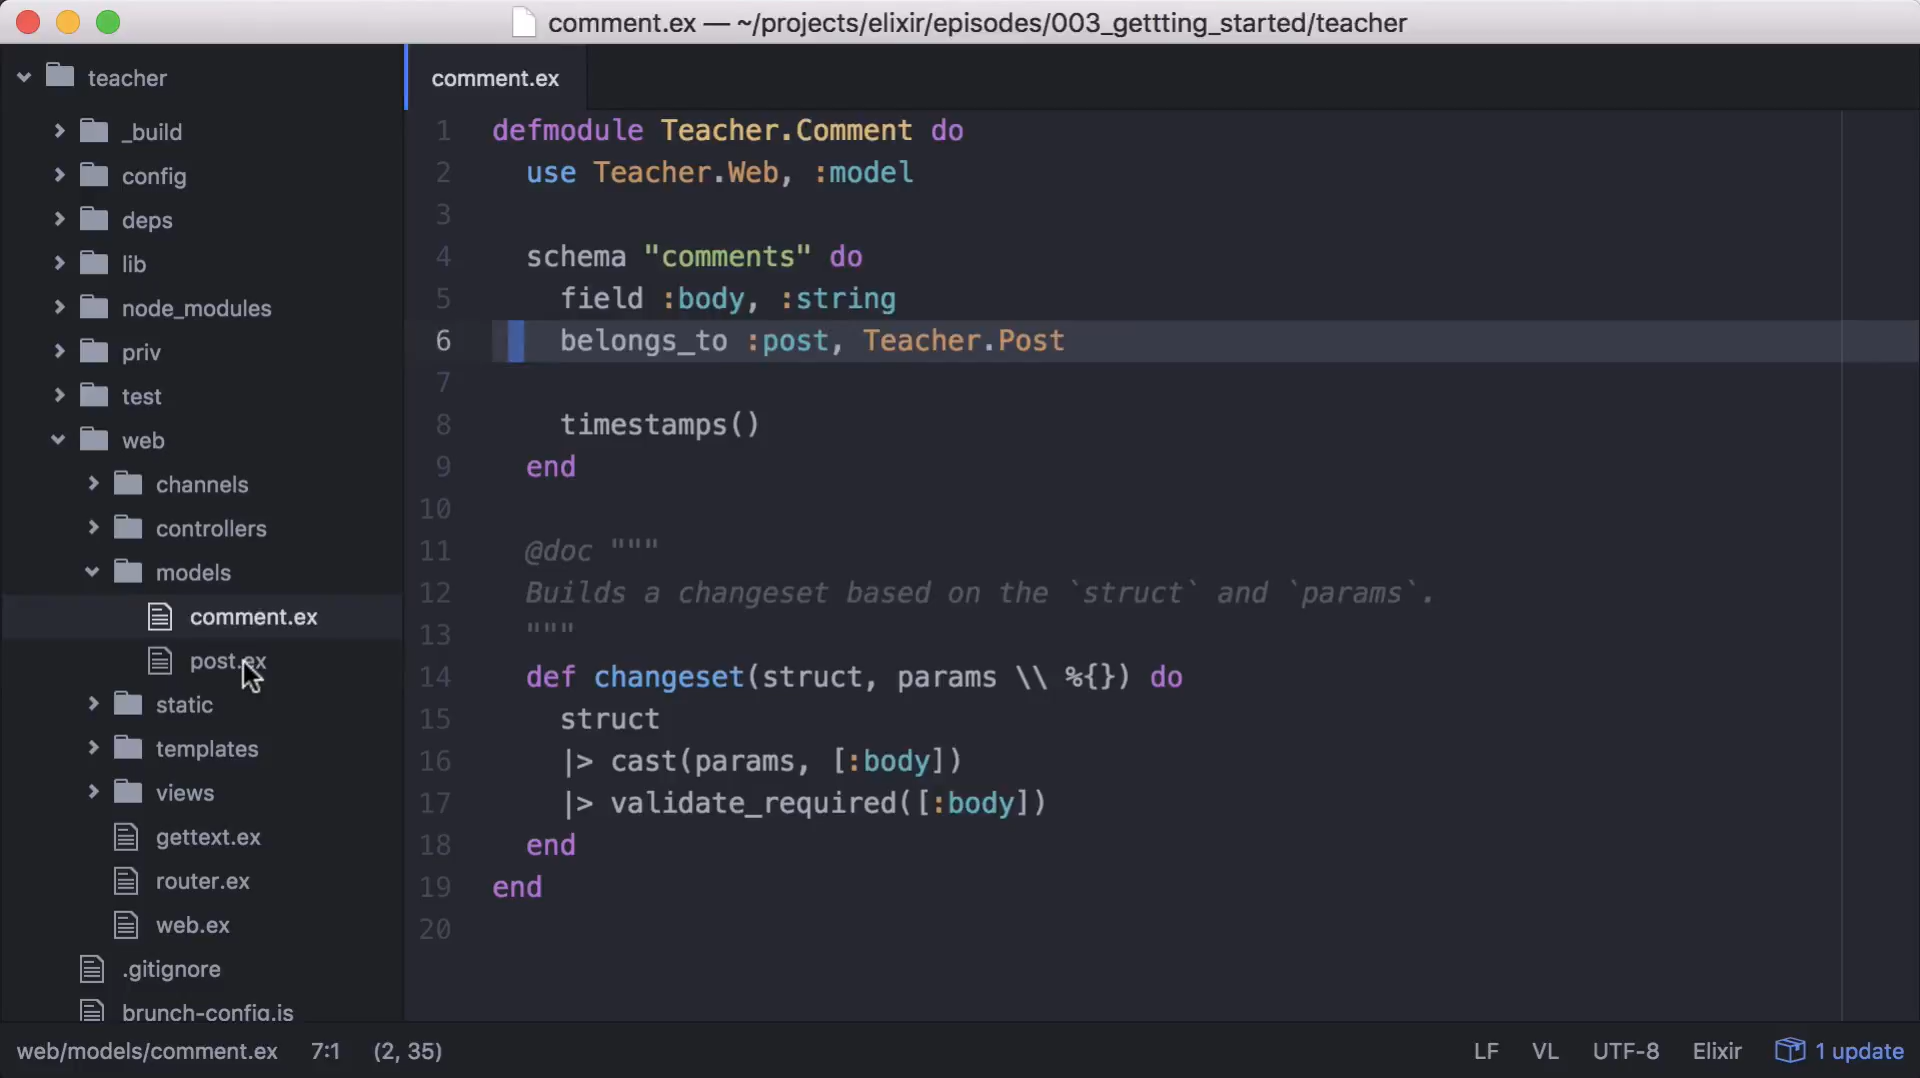 comment.ex — ~/projects/elixir/episodes/003_gettting_started/teacher
teacher
_build
config
deps
lib
node_modules
priv
test
web
channels
controllers
models
comment.ex
post.ex
static
templates
views
gettext.ex
router.ex
web.ex
.gitignore
brunch-config.js
comment.ex
1 defmodule Teacher.Comment do
2 use Teacher.Web, :model
3
4 schema "comments" do
5 field :body, :string
6 belongs_to :post, Teacher.Post
7
8 timestamps()
9 end
10
11 @doc """
12 Builds a changeset based on the `struct` and `params`.
13 """
14 def changeset(struct, params \\ %{}) do
15 struct
16 |> cast(params, [:body])
17 |> validate_required([:body])
18 end
19 end
20
web/models/comment.ex 7:1 (2, 35) LF VL UTF-8 Elixir 1 update